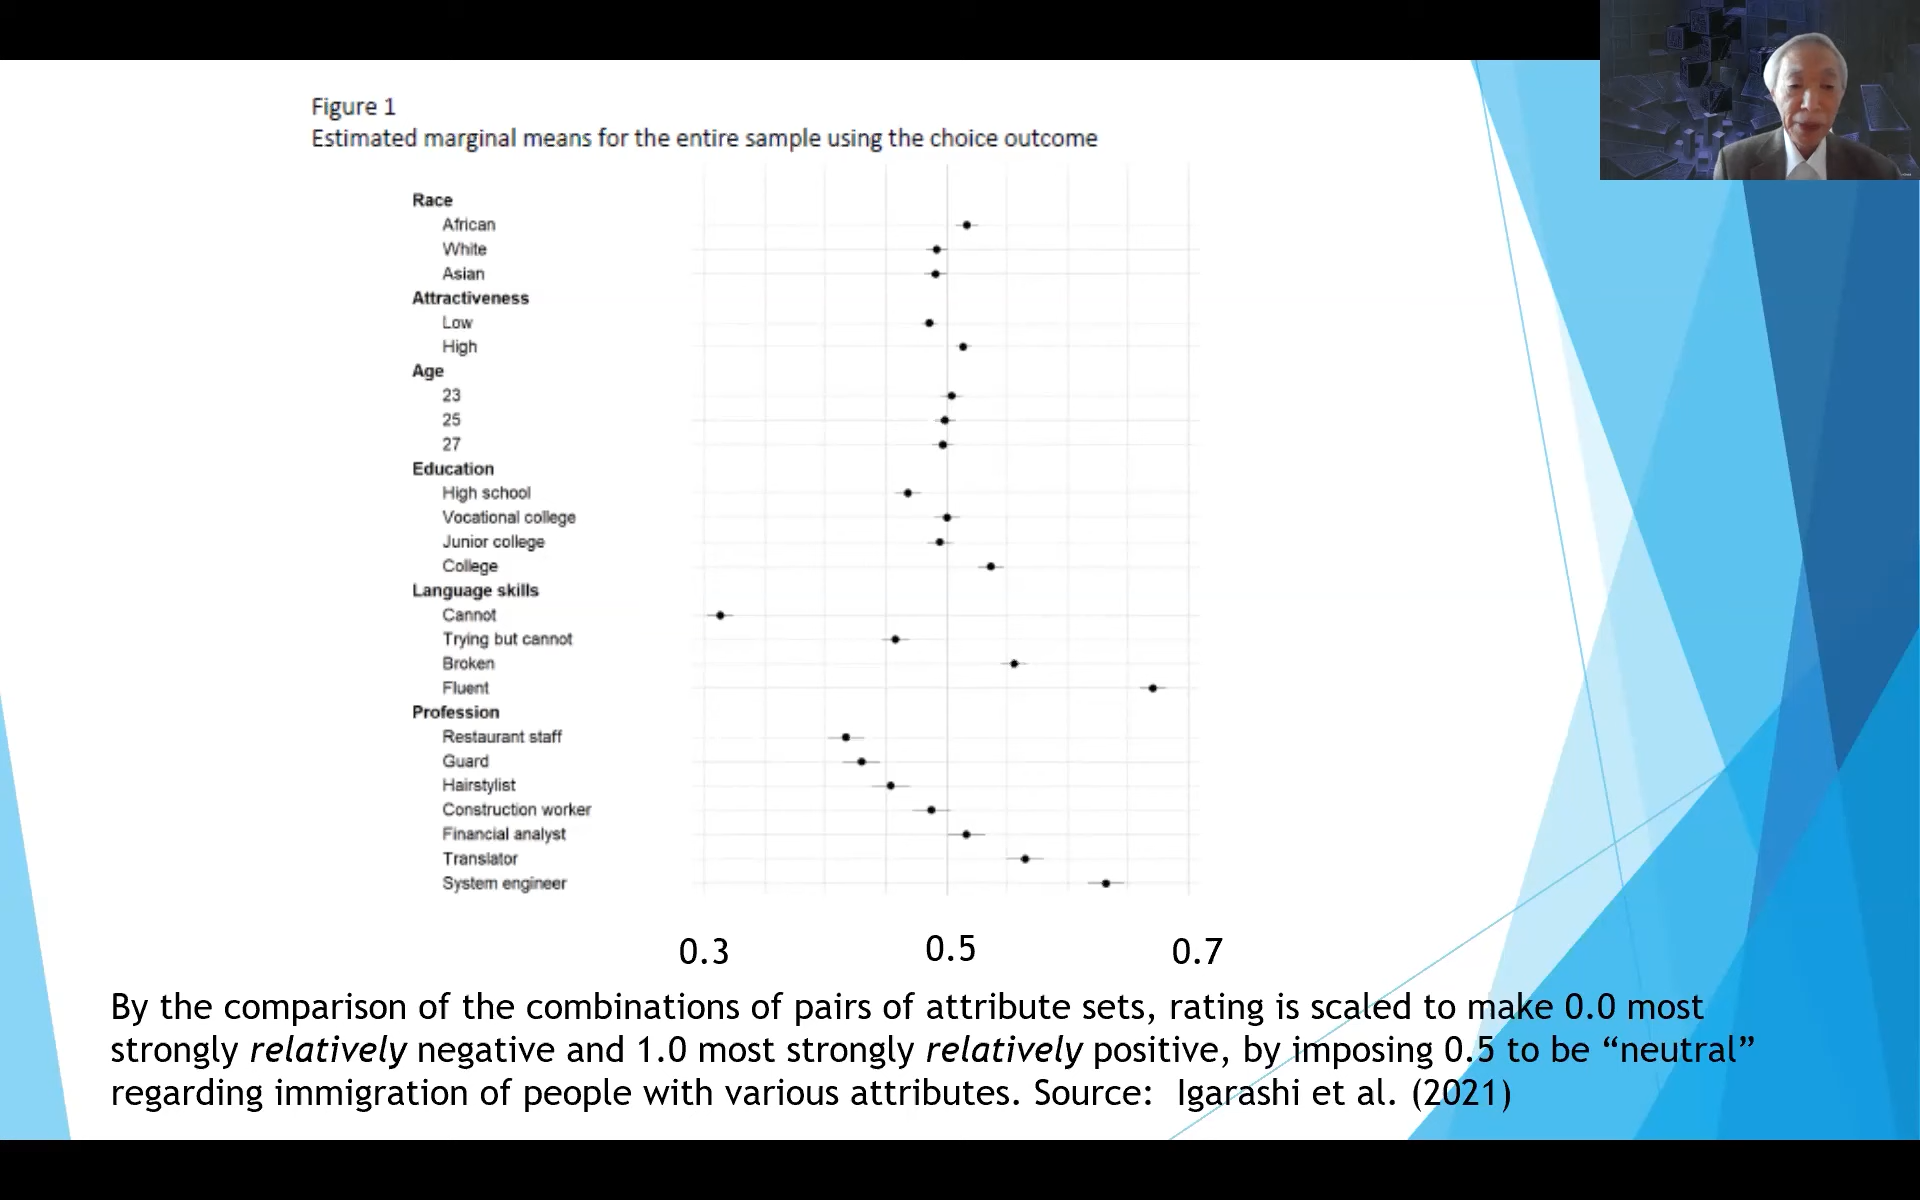 Figure 1
Estimated marginal means for the entire sample using the choice outcome
Race
African
White
Asian
Attractiveness
Low
High
Age
23
25
27
Education
High school
Vocational college
Junior college
College
Language skills
Cannot
Trying but cannot
Broken
Fluent
Profession
Restaurant staff
Guard
Hairstylist
Construction worker
Financial analyst
Translator
System engineer
0.3
0.5
0.7
By the comparison of the combinations of pairs of attribute sets, rating is scaled to make 0.0 most
strongly relatively negative and 1.0 most strongly relatively positive, by imposing 0.5 to be “neutral”
regarding immigration of people with various attributes. Source: Igarashi et al. (2021)